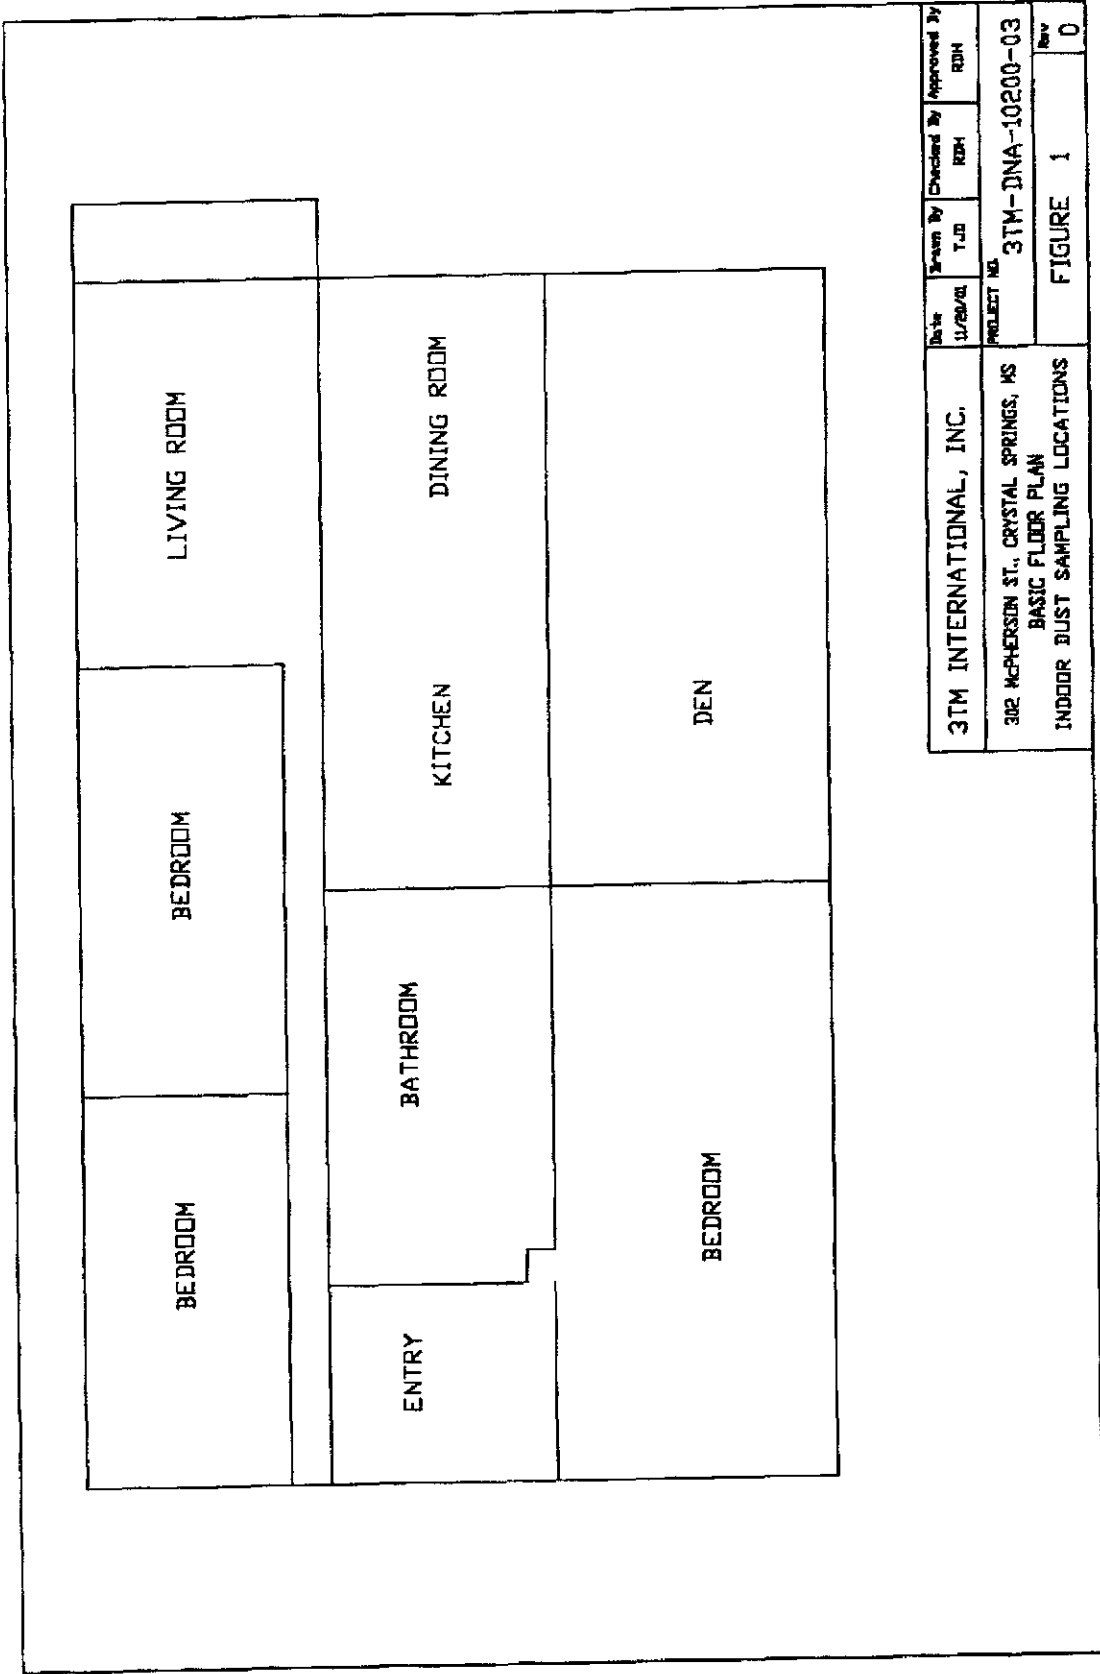 BEDROOM
BEDROOM
LIVING ROOM
ENTRY
BATHROOM
KITCHEN
DINING ROOM
BEDROOM
DEN
3TM INTERNATIONAL, INC.
302 McPHERSON ST., CRYSTAL SPRINGS, MS
BASIC FLOOR PLAN
INDOOR DUST SAMPLING LOCATIONS
Date
11/20/01
Drawn By
TJD
Checked By
RDH
Approved By
RDH
PROJECT NO.
3TM-DNA-10200-03
FIGURE 1
Rev
0